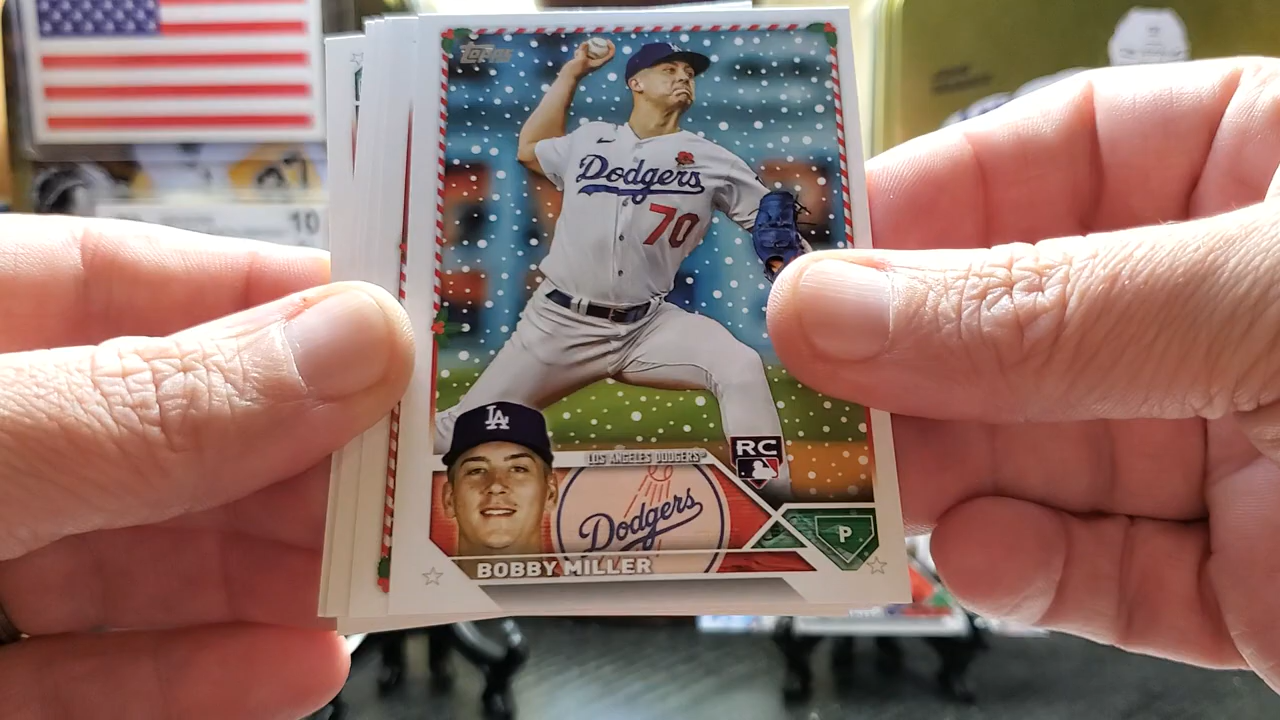 10
TOPPS
Dodgers
70
LA
RC
LOS ANGELES DODGERS
Dodgers
P
BOBBY MILLER